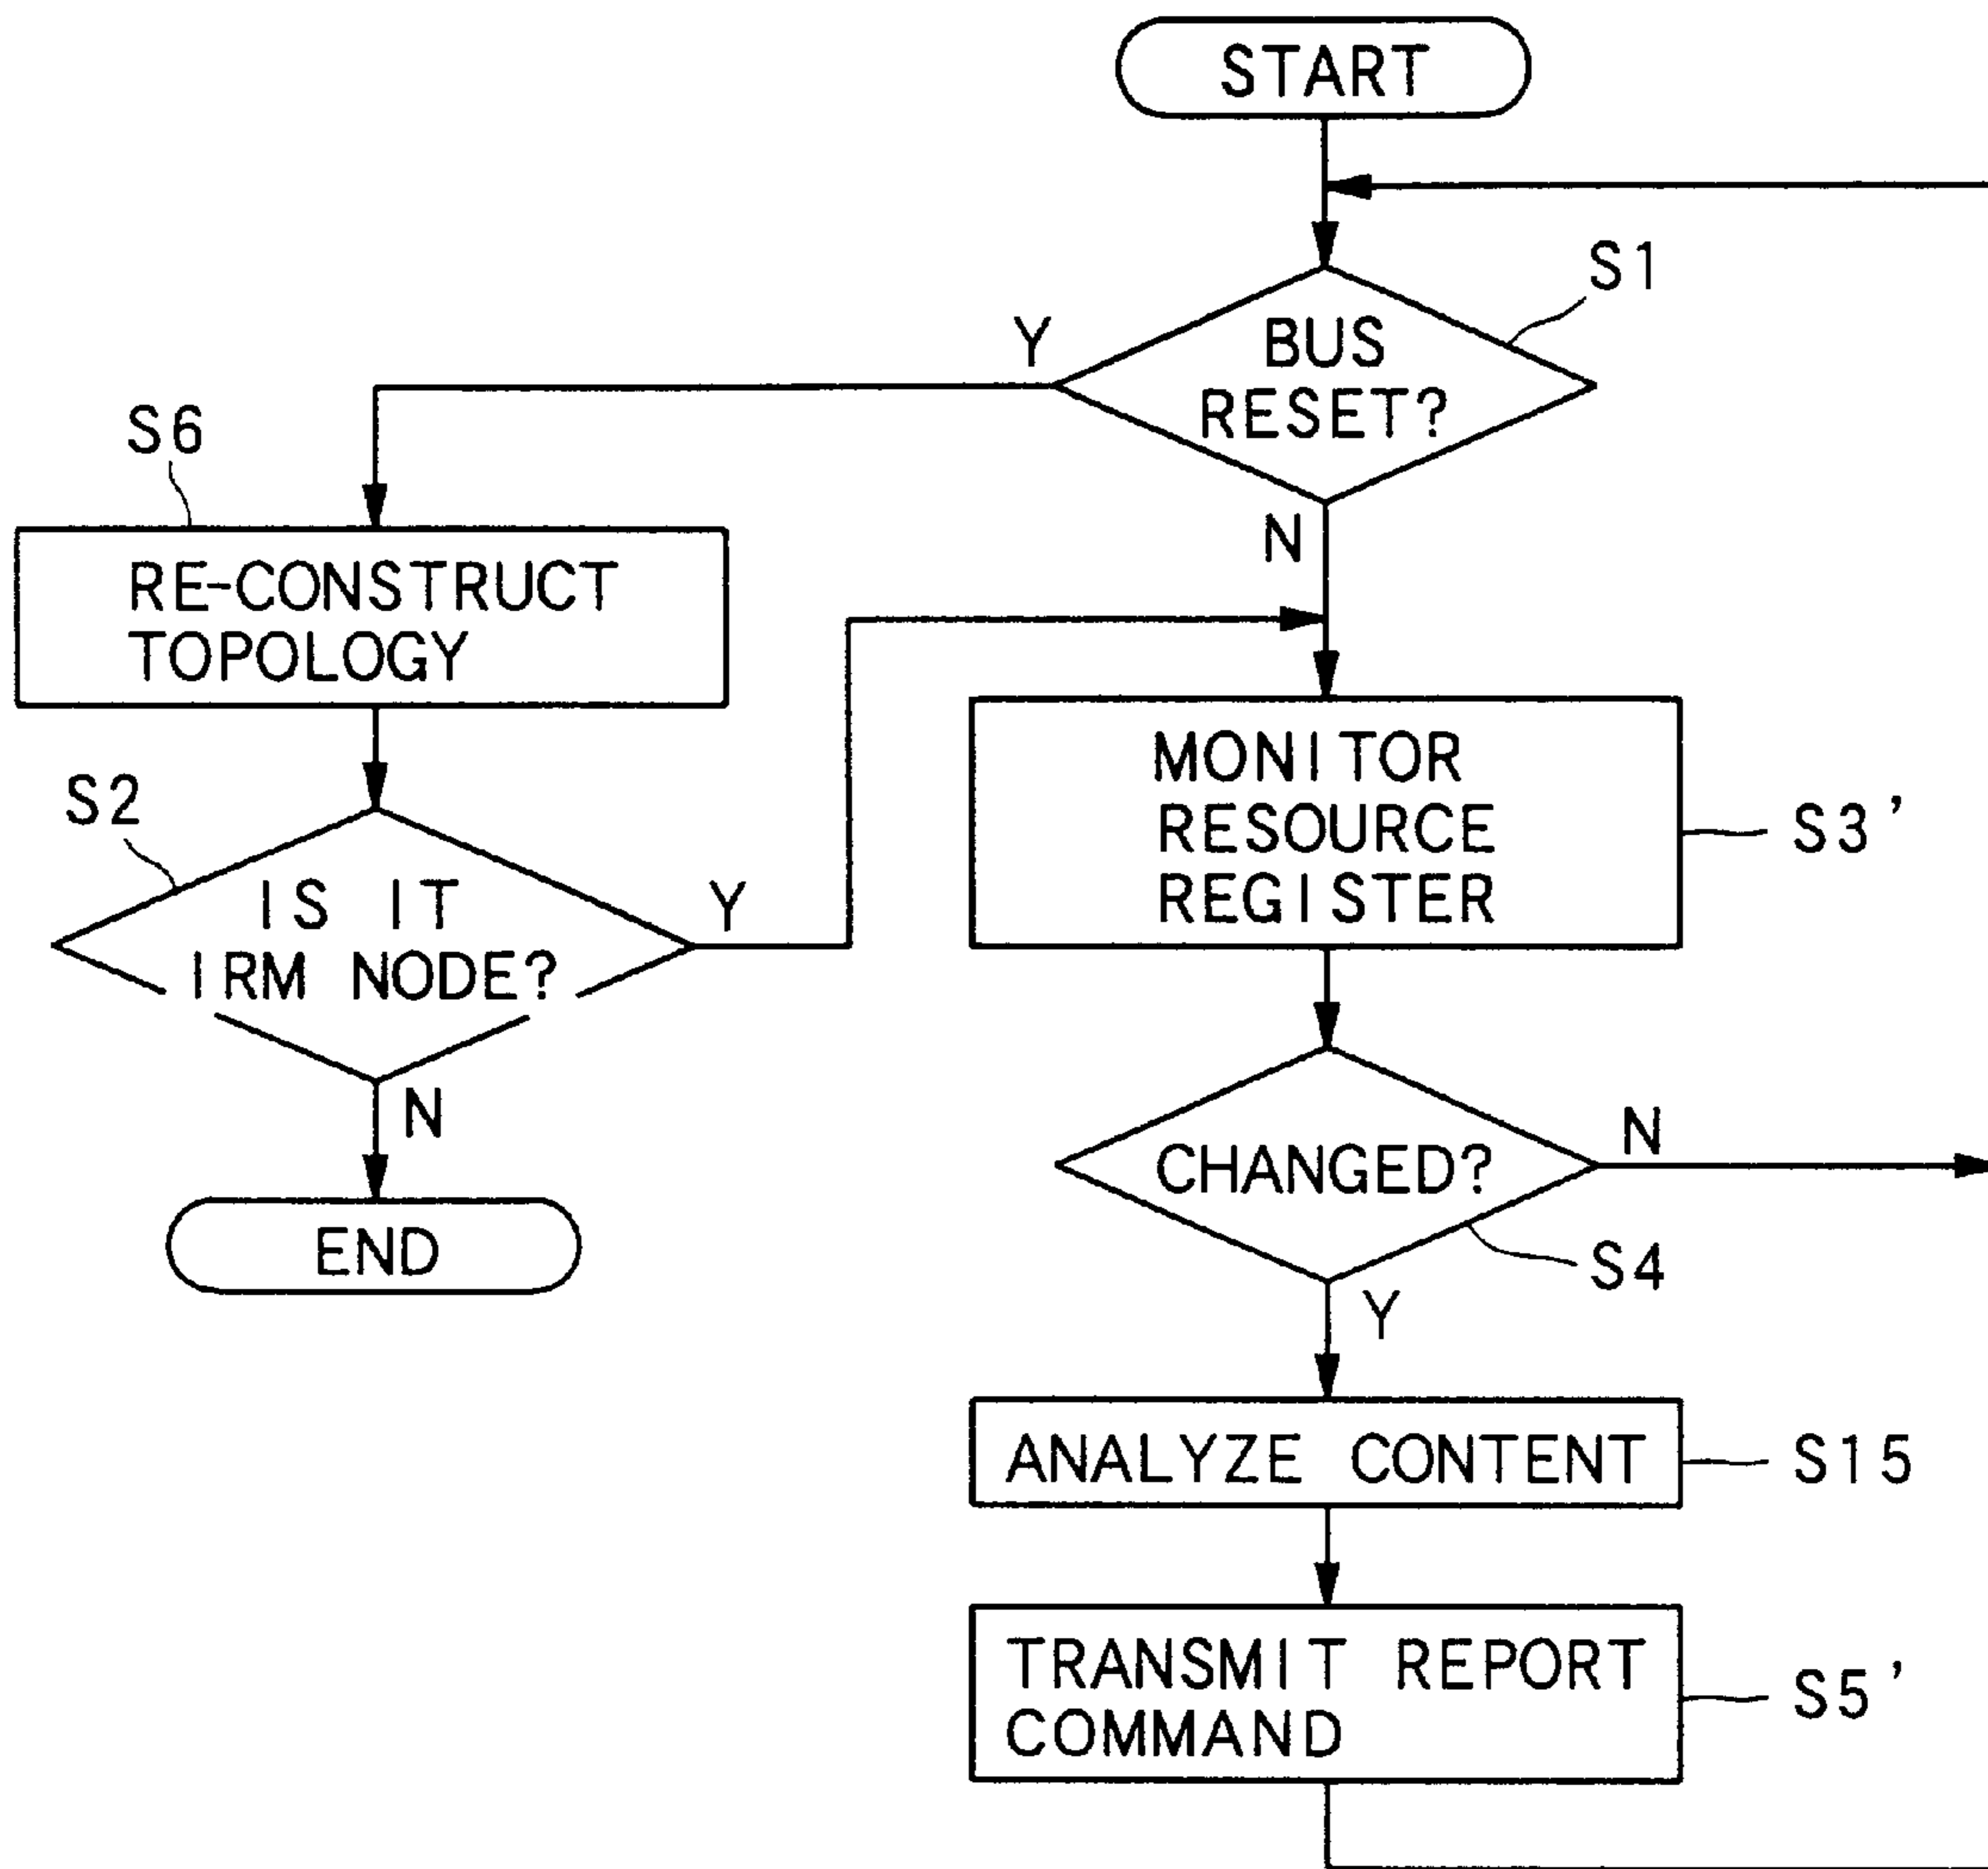 START
S1
BUS
RESET?
Y
N
S6
RE-CONSTRUCT
TOPOLOGY
S2
IS IT
IRM NODE?
Y
N
END
MONITOR
RESOURCE
REGISTER
S3'
CHANGED?
N
S4
Y
ANALYZE CONTENT
S15
TRANSMIT REPORT
COMMAND
S5'